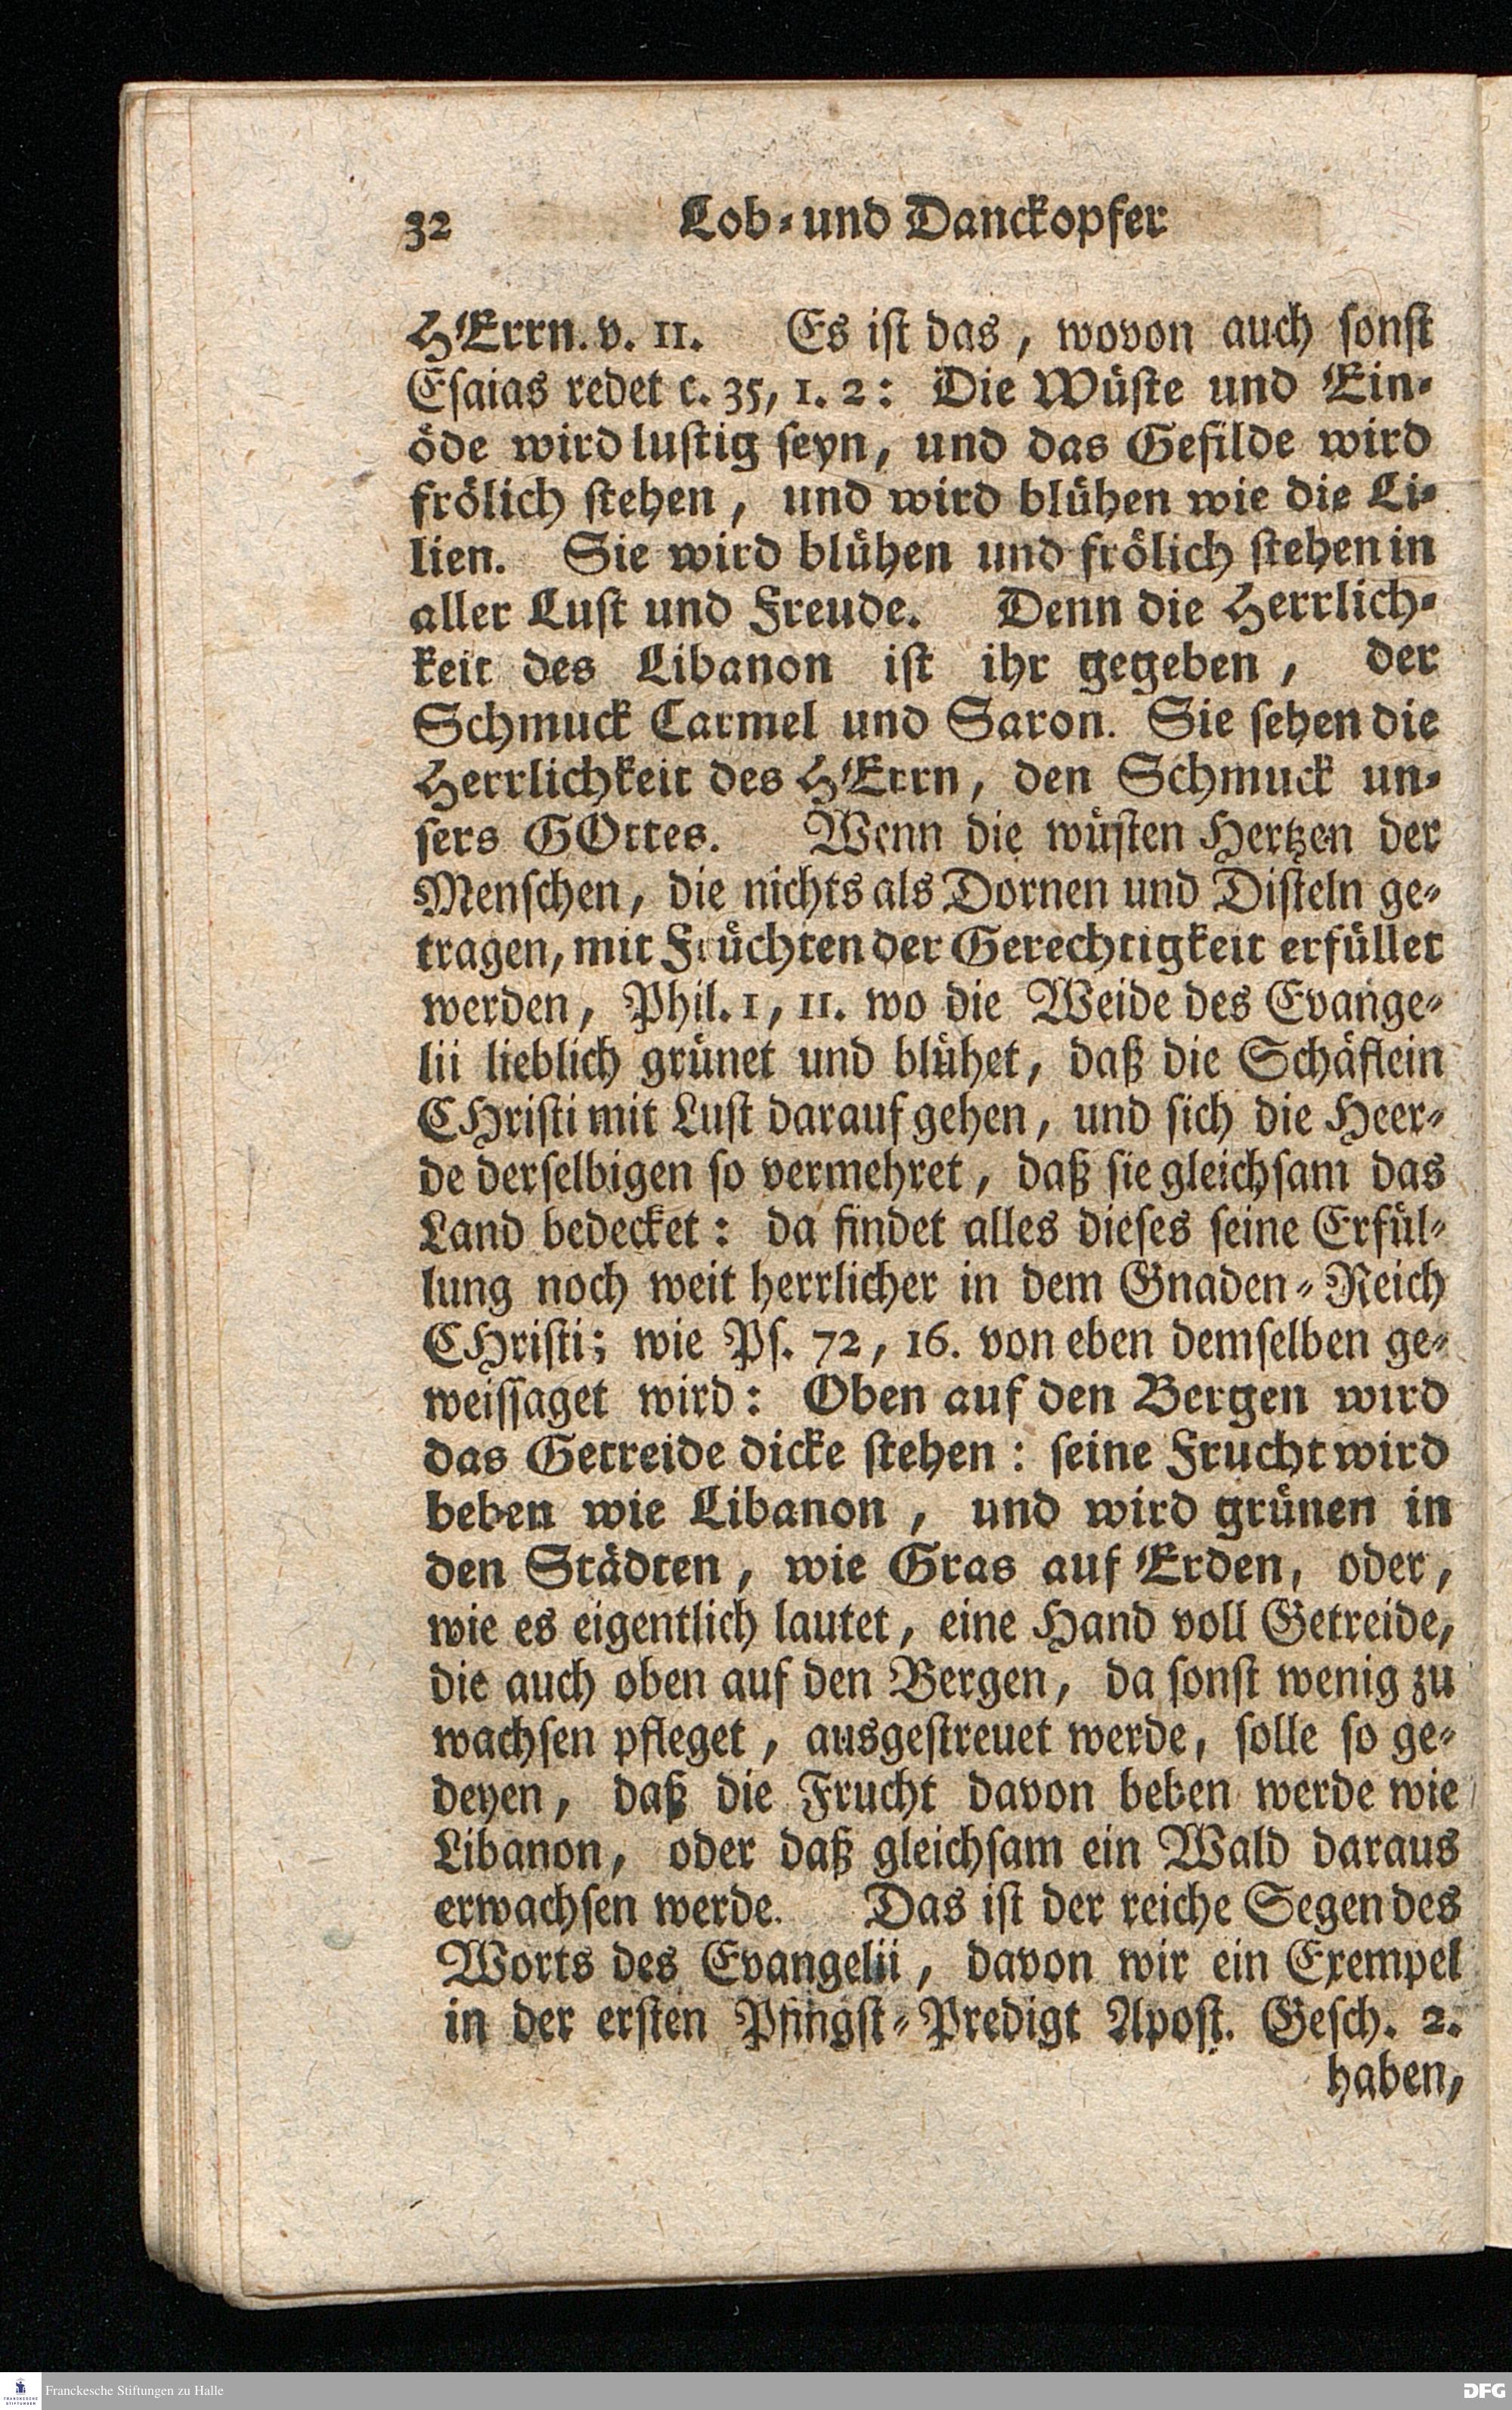 32 Lob- und Danckopfer
HErrn. v. 11. Es ist das, wovon auch sonst
Esaias redet c. 35, 1. 2: Die Wüste und Ein-
öde wird lustig seyn, und das Gefilde wird
frölich stehen, und wird blühen wie die Li-
lien. Sie wird blühen und frölich stehen in
aller Lust und Freude. Denn die Herrlich-
keit des Libanon ist ihr gegeben, der
Schmuck Carmel und Saron. Sie sehen die
Herrlichkeit des HErrn, den Schmuck un-
sers GOttes. Wenn die wüsten Hertzen der
Menschen, die nichts als Dornen und Disteln ge-
tragen, mit Früchten der Gerechtigkeit erfüllet
werden, Phil. 1, 11. wo die Weide des Evange-
lii lieblich grünet und blühet, daß die Schäflein
CHristi mit Lust darauf gehen, und sich die Heer-
de derselbigen so vermehret, daß sie gleichsam das
Land bedecket: da findet alles dieses seine Erfül-
lung noch weit herrlicher in dem Gnaden-Reich
CHristi; wie Ps. 72, 16. von eben demselben ge-
weissaget wird: Oben auf den Bergen wird
das Getreide dicke stehen: seine Frucht wird
beben wie Libanon, und wird grünen in
den Städten, wie Gras auf Erden, oder,
wie es eigentlich lautet, eine Hand voll Getreide,
die auch oben auf den Bergen, da sonst wenig zu
wachsen pfleget, ausgestreuet werde, solle so ge-
deyen, daß die Frucht davon beben werde wie
Libanon, oder daß gleichsam ein Wald daraus
erwachsen werde. Das ist der reiche Segen des
Worts des Evangelii, davon wir ein Exempel
in der ersten Pfingst-Predigt Apost. Gesch. 2.
haben,
FRANCKESCHE STIFTUNGEN
Franckesche Stiftungen zu Halle
DFG